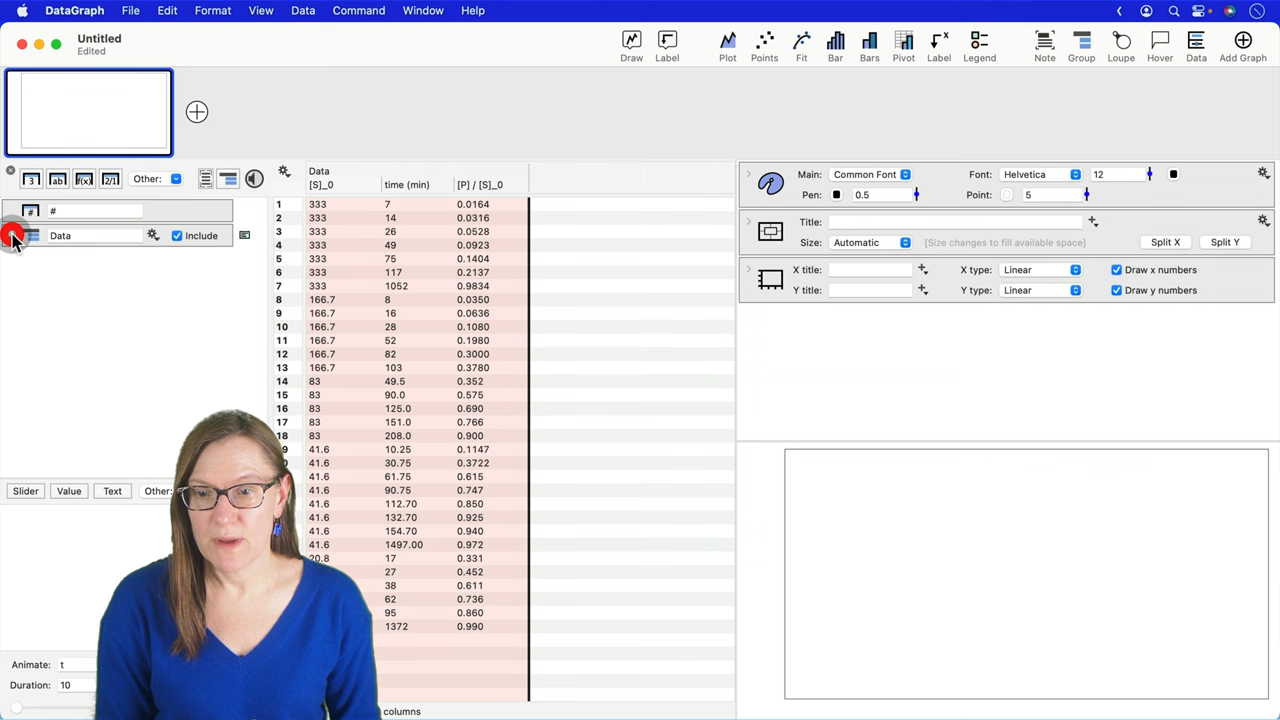 DataGraph File Edit Format View Data Command Window Help
Untitled
Edited
Draw Label Plot Points Fit Bar Bars Pivot Label Legend Note Group Loupe Hover Data Add Graph
3 ab f(x) 2/1 Other:
# #
Data Include
Data
[S]_0 time (min) [P] / [S]_0
1 333 7 0.0164
2 333 14 0.0316
3 333 26 0.0528
4 333 49 0.0923
5 333 75 0.1404
6 333 117 0.2137
7 333 1052 0.9834
8 166.7 8 0.0350
9 166.7 16 0.0636
10 166.7 28 0.1080
11 166.7 52 0.1980
12 166.7 82 0.3000
13 166.7 103 0.3780
14 83 49.5 0.352
15 83 90.0 0.575
16 83 125.0 0.690
17 83 151.0 0.766
18 83 208.0 0.900
9 41.6 10.25 0.1147
41.6 30.75 0.3722
41.6 61.75 0.615
41.6 90.75 0.747
41.6 112.70 0.850
41.6 132.70 0.925
41.6 154.70 0.940
41.6 1497.00 0.972
20.8 17 0.331
27 0.452
38 0.611
62 0.736
95 0.860
1372 0.990
columns
Slider Value Text Other:
Animate: t
Duration: 10
Main: Common Font Font: Helvetica 12
Pen: 0.5 Point: 5
Title:
Size: Automatic [Size changes to fill available space] Split X Split Y
X title: X type: Linear Draw x numbers
Y title: Y type: Linear Draw y numbers